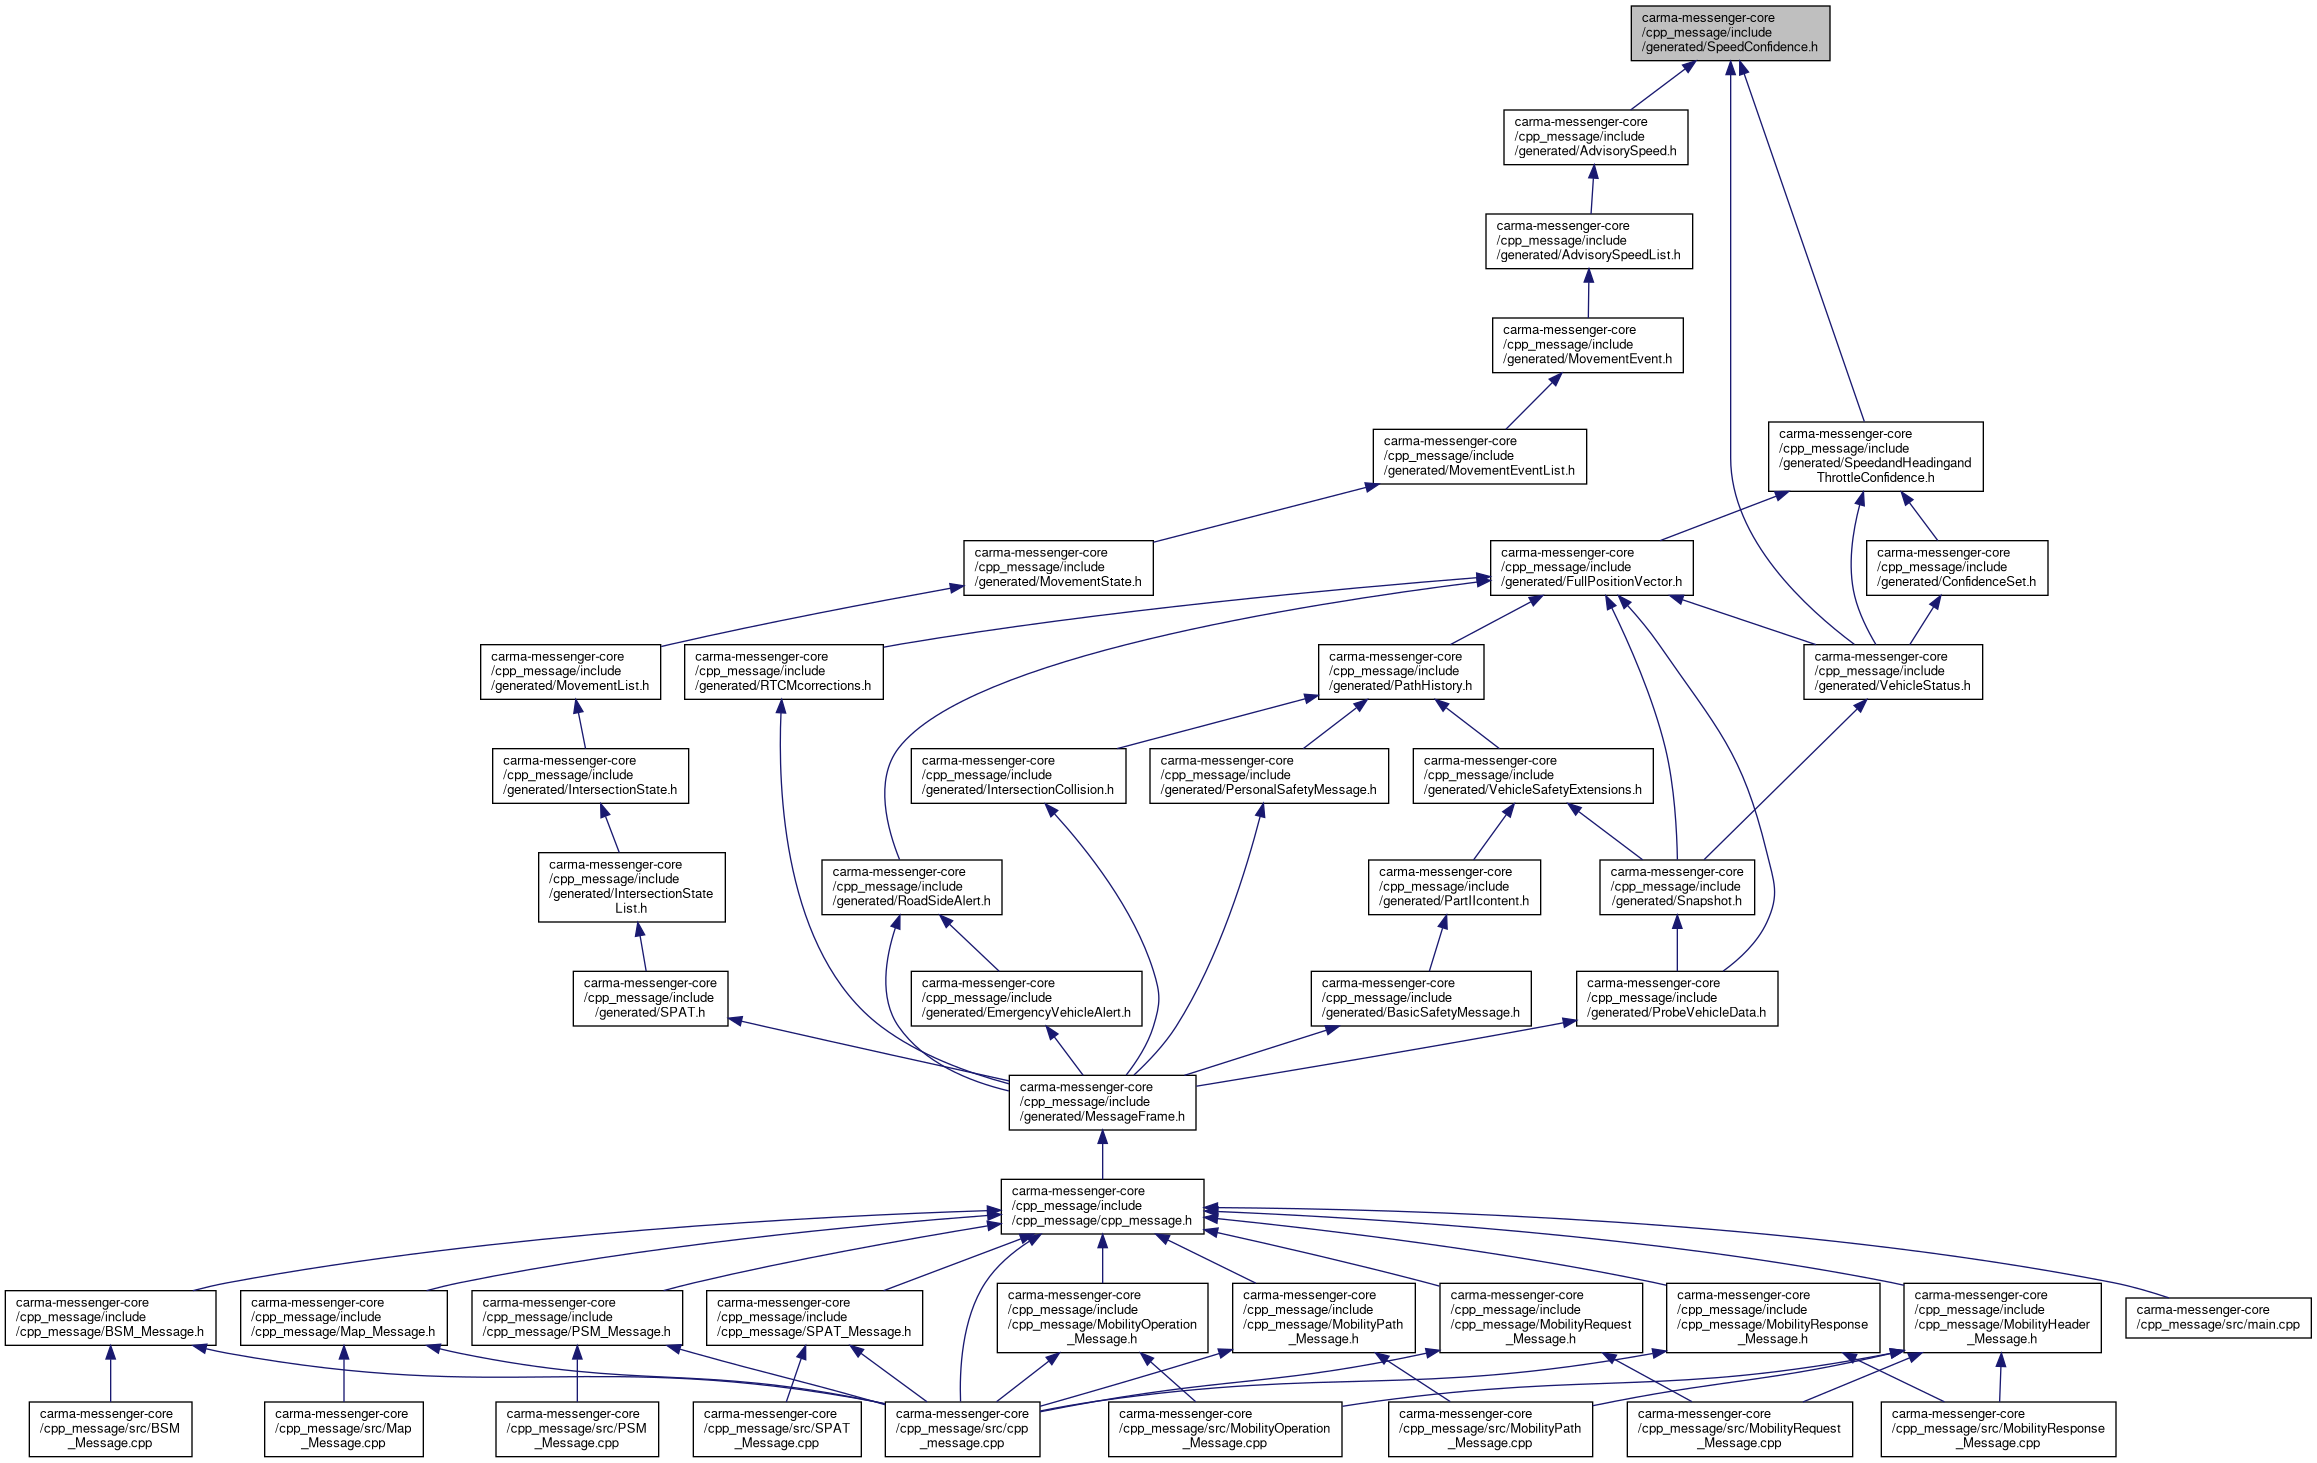 carma-messenger-core
/cpp_message/include
/generated/SpeedConfidence.h
carma-messenger-core
/cpp_message/include
/generated/AdvisorySpeed.h
carma-messenger-core
/cpp_message/include
/generated/AdvisorySpeedList.h
carma-messenger-core
/cpp_message/include
/generated/MovementEvent.h
carma-messenger-core
/cpp_message/include
/generated/MovementEventList.h
carma-messenger-core
/cpp_message/include
/generated/SpeedandHeadingand
ThrottleConfidence.h
carma-messenger-core
/cpp_message/include
/generated/MovementState.h
carma-messenger-core
/cpp_message/include
/generated/FullPositionVector.h
carma-messenger-core
/cpp_message/include
/generated/ConfidenceSet.h
carma-messenger-core
/cpp_message/include
/generated/MovementList.h
carma-messenger-core
/cpp_message/include
/generated/RTCMcorrections.h
carma-messenger-core
/cpp_message/include
/generated/PathHistory.h
carma-messenger-core
/cpp_message/include
/generated/VehicleStatus.h
carma-messenger-core
/cpp_message/include
/generated/IntersectionState.h
carma-messenger-core
/cpp_message/include
/generated/IntersectionCollision.h
carma-messenger-core
/cpp_message/include
/generated/PersonalSafetyMessage.h
carma-messenger-core
/cpp_message/include
/generated/VehicleSafetyExtensions.h
carma-messenger-core
/cpp_message/include
/generated/IntersectionState
List.h
carma-messenger-core
/cpp_message/include
/generated/RoadSideAlert.h
carma-messenger-core
/cpp_message/include
/generated/PartIIcontent.h
carma-messenger-core
/cpp_message/include
/generated/Snapshot.h
carma-messenger-core
/cpp_message/include
/generated/SPAT.h
carma-messenger-core
/cpp_message/include
/generated/EmergencyVehicleAlert.h
carma-messenger-core
/cpp_message/include
/generated/BasicSafetyMessage.h
carma-messenger-core
/cpp_message/include
/generated/ProbeVehicleData.h
carma-messenger-core
/cpp_message/include
/generated/MessageFrame.h
carma-messenger-core
/cpp_message/include
/cpp_message/cpp_message.h
carma-messenger-core
/cpp_message/include
/cpp_message/BSM_Message.h
carma-messenger-core
/cpp_message/include
/cpp_message/Map_Message.h
carma-messenger-core
/cpp_message/include
/cpp_message/PSM_Message.h
carma-messenger-core
/cpp_message/include
/cpp_message/SPAT_Message.h
carma-messenger-core
/cpp_message/include
/cpp_message/MobilityOperation
_Message.h
carma-messenger-core
/cpp_message/include
/cpp_message/MobilityPath
_Message.h
carma-messenger-core
/cpp_message/include
/cpp_message/MobilityRequest
_Message.h
carma-messenger-core
/cpp_message/include
/cpp_message/MobilityResponse
_Message.h
carma-messenger-core
/cpp_message/include
/cpp_message/MobilityHeader
_Message.h
carma-messenger-core
/cpp_message/src/main.cpp
carma-messenger-core
/cpp_message/src/BSM
_Message.cpp
carma-messenger-core
/cpp_message/src/Map
_Message.cpp
carma-messenger-core
/cpp_message/src/PSM
_Message.cpp
carma-messenger-core
/cpp_message/src/SPAT
_Message.cpp
carma-messenger-core
/cpp_message/src/cpp
_message.cpp
carma-messenger-core
/cpp_message/src/MobilityOperation
_Message.cpp
carma-messenger-core
/cpp_message/src/MobilityPath
_Message.cpp
carma-messenger-core
/cpp_message/src/MobilityRequest
_Message.cpp
carma-messenger-core
/cpp_message/src/MobilityResponse
_Message.cpp